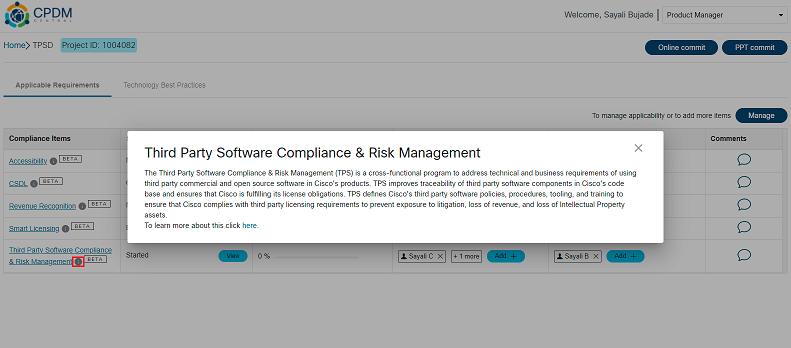 CPDM
CENTRAL
Welcome, Sayali Bujade
Product Manager
Home> TPSD Project ID: 1004082
Online commit PPT commit
Applicable Requirements Technology Best Practices
To manage applicability or to add more items Manage
Compliance Items Comments
Accessibility BETA
CSDL BETA
Revenue Recognition BETA
Smart Licensing BETA
Third Party Software Compliance & Risk Management
The Third Party Software Compliance & Risk Management (TPS) is a cross-functional program to address technical and business requirements of using
third party commercial and open source software in Cisco's products. TPS improves traceability of third party software components in Cisco's code
base and ensures that Cisco is fulfilling its license obligations. TPS defines Cisco's third party software policies, procedures, tooling, and training to
ensure that Cisco complies with third party licensing requirements to prevent exposure to litigation, loss of revenue, and loss of Intellectual Property
assets.
To learn more about this click here.
Third Party Software Compliance
& Risk Management BETA
Started View 0 % Sayali C × + 1 more Add + Sayali B × Add +